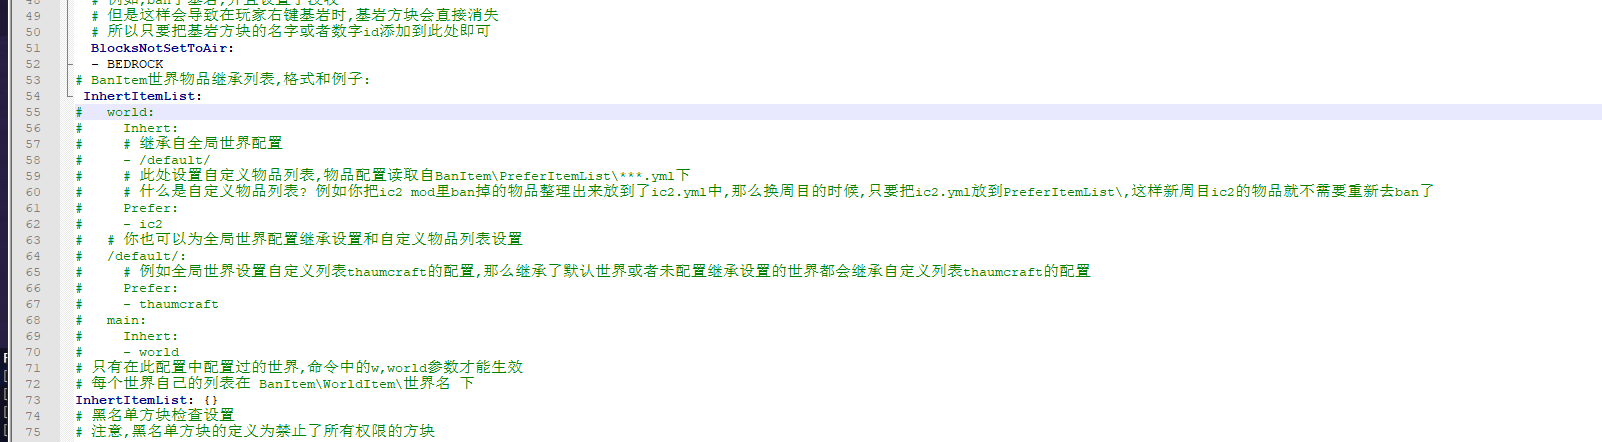 48 # 例如,ban了基岩,并且设置了没收
49 # 但是这样会导致在玩家右键基岩时,基岩方块会直接消失
50 # 所以只要把基岩方块的名字或者数字id添加到此处即可
51 BlocksNotSetToAir:
52 - BEDROCK
53 # BanItem世界物品继承列表,格式和例子:
54 InhertItemList:
55 #   world:
56 #     Inhert:
57 #     # 继承自全局世界配置
58 #     - /default/
59 #     # 此处设置自定义物品列表,物品配置读取自BanItem\PreferItemList\***.yml下
60 #     # 什么是自定义物品列表? 例如你把ic2 mod里ban掉的物品整理出来放到了ic2.yml中,那么换周目的时候,只要把ic2.yml放到PreferItemList\,这样新周目ic2的物品就不需要重新去ban了
61 #     Prefer:
62 #     - ic2
63 #   # 你也可以为全局世界配置继承设置和自定义物品列表设置
64 #   /default/:
65 #     # 例如全局世界设置自定义列表thaumcraft的配置,那么继承了默认世界或者未配置继承设置的世界都会继承自定义列表thaumcraft的配置
66 #     Prefer:
67 #     - thaumcraft
68 #   main:
69 #     Inhert:
70 #     - world
71 # 只有在此配置中配置过的世界,命令中的w,world参数才能生效
72 # 每个世界自己的列表在 BanItem\WorldItem\世界名 下
73 InhertItemList: {}
74 # 黑名单方块检查设置
75 # 注意,黑名单方块的定义为禁止了所有权限的方块